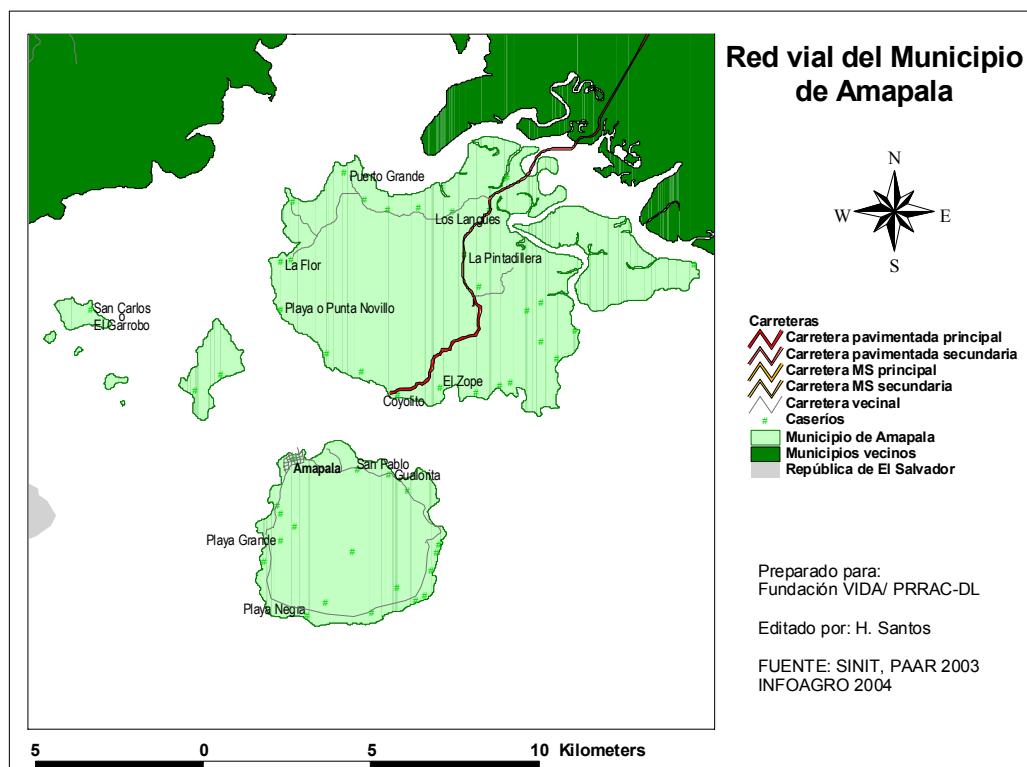 Red vial del Municipio
de Amapala
N
W
E
S
Puerto Grande
Los Langues
La Flor
La Pintadillera
San Carlos
o
El Garrobo
Playa o Punta Novillo
El Zope
Coyolito
Amapala
San Pablo
Gualorita
Playa Grande
Playa Negra
Carreteras
Carretera pavimentada principal
Carretera pavimentada secundaria
Carretera MS principal
Carretera MS secundaria
Carretera vecinal
# Caseríos
Municipio de Amapala
Municipios vecinos
República de El Salvador
Preparado para:
Fundación VIDA/ PRRAC-DL
Editado por: H. Santos
FUENTE: SINIT, PAAR 2003
INFOAGRO 2004
5 0 5 10 Kilometers